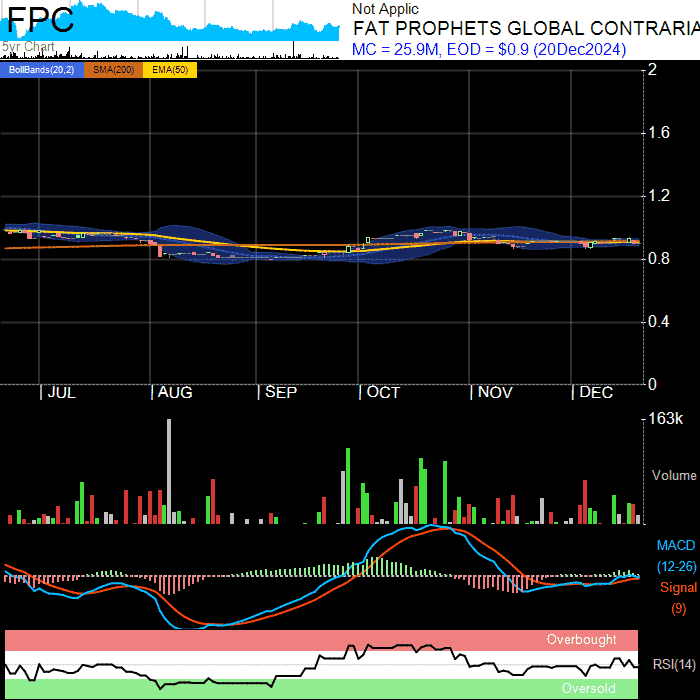 FPC
5yr Chart
Not Applic
FAT PROPHETS GLOBAL CONTRARIA
MC = 25.9M, EOD = $0.9 (20Dec2024)
BollBands(20,2) SMA(200) EMA(50)
2
1.6
1.2
0.8
0.4
0
JUL AUG SEP OCT NOV DEC
163k
Volume
MACD
(12-26)
Signal
(9)
Overbought
RSI(14)
Oversold